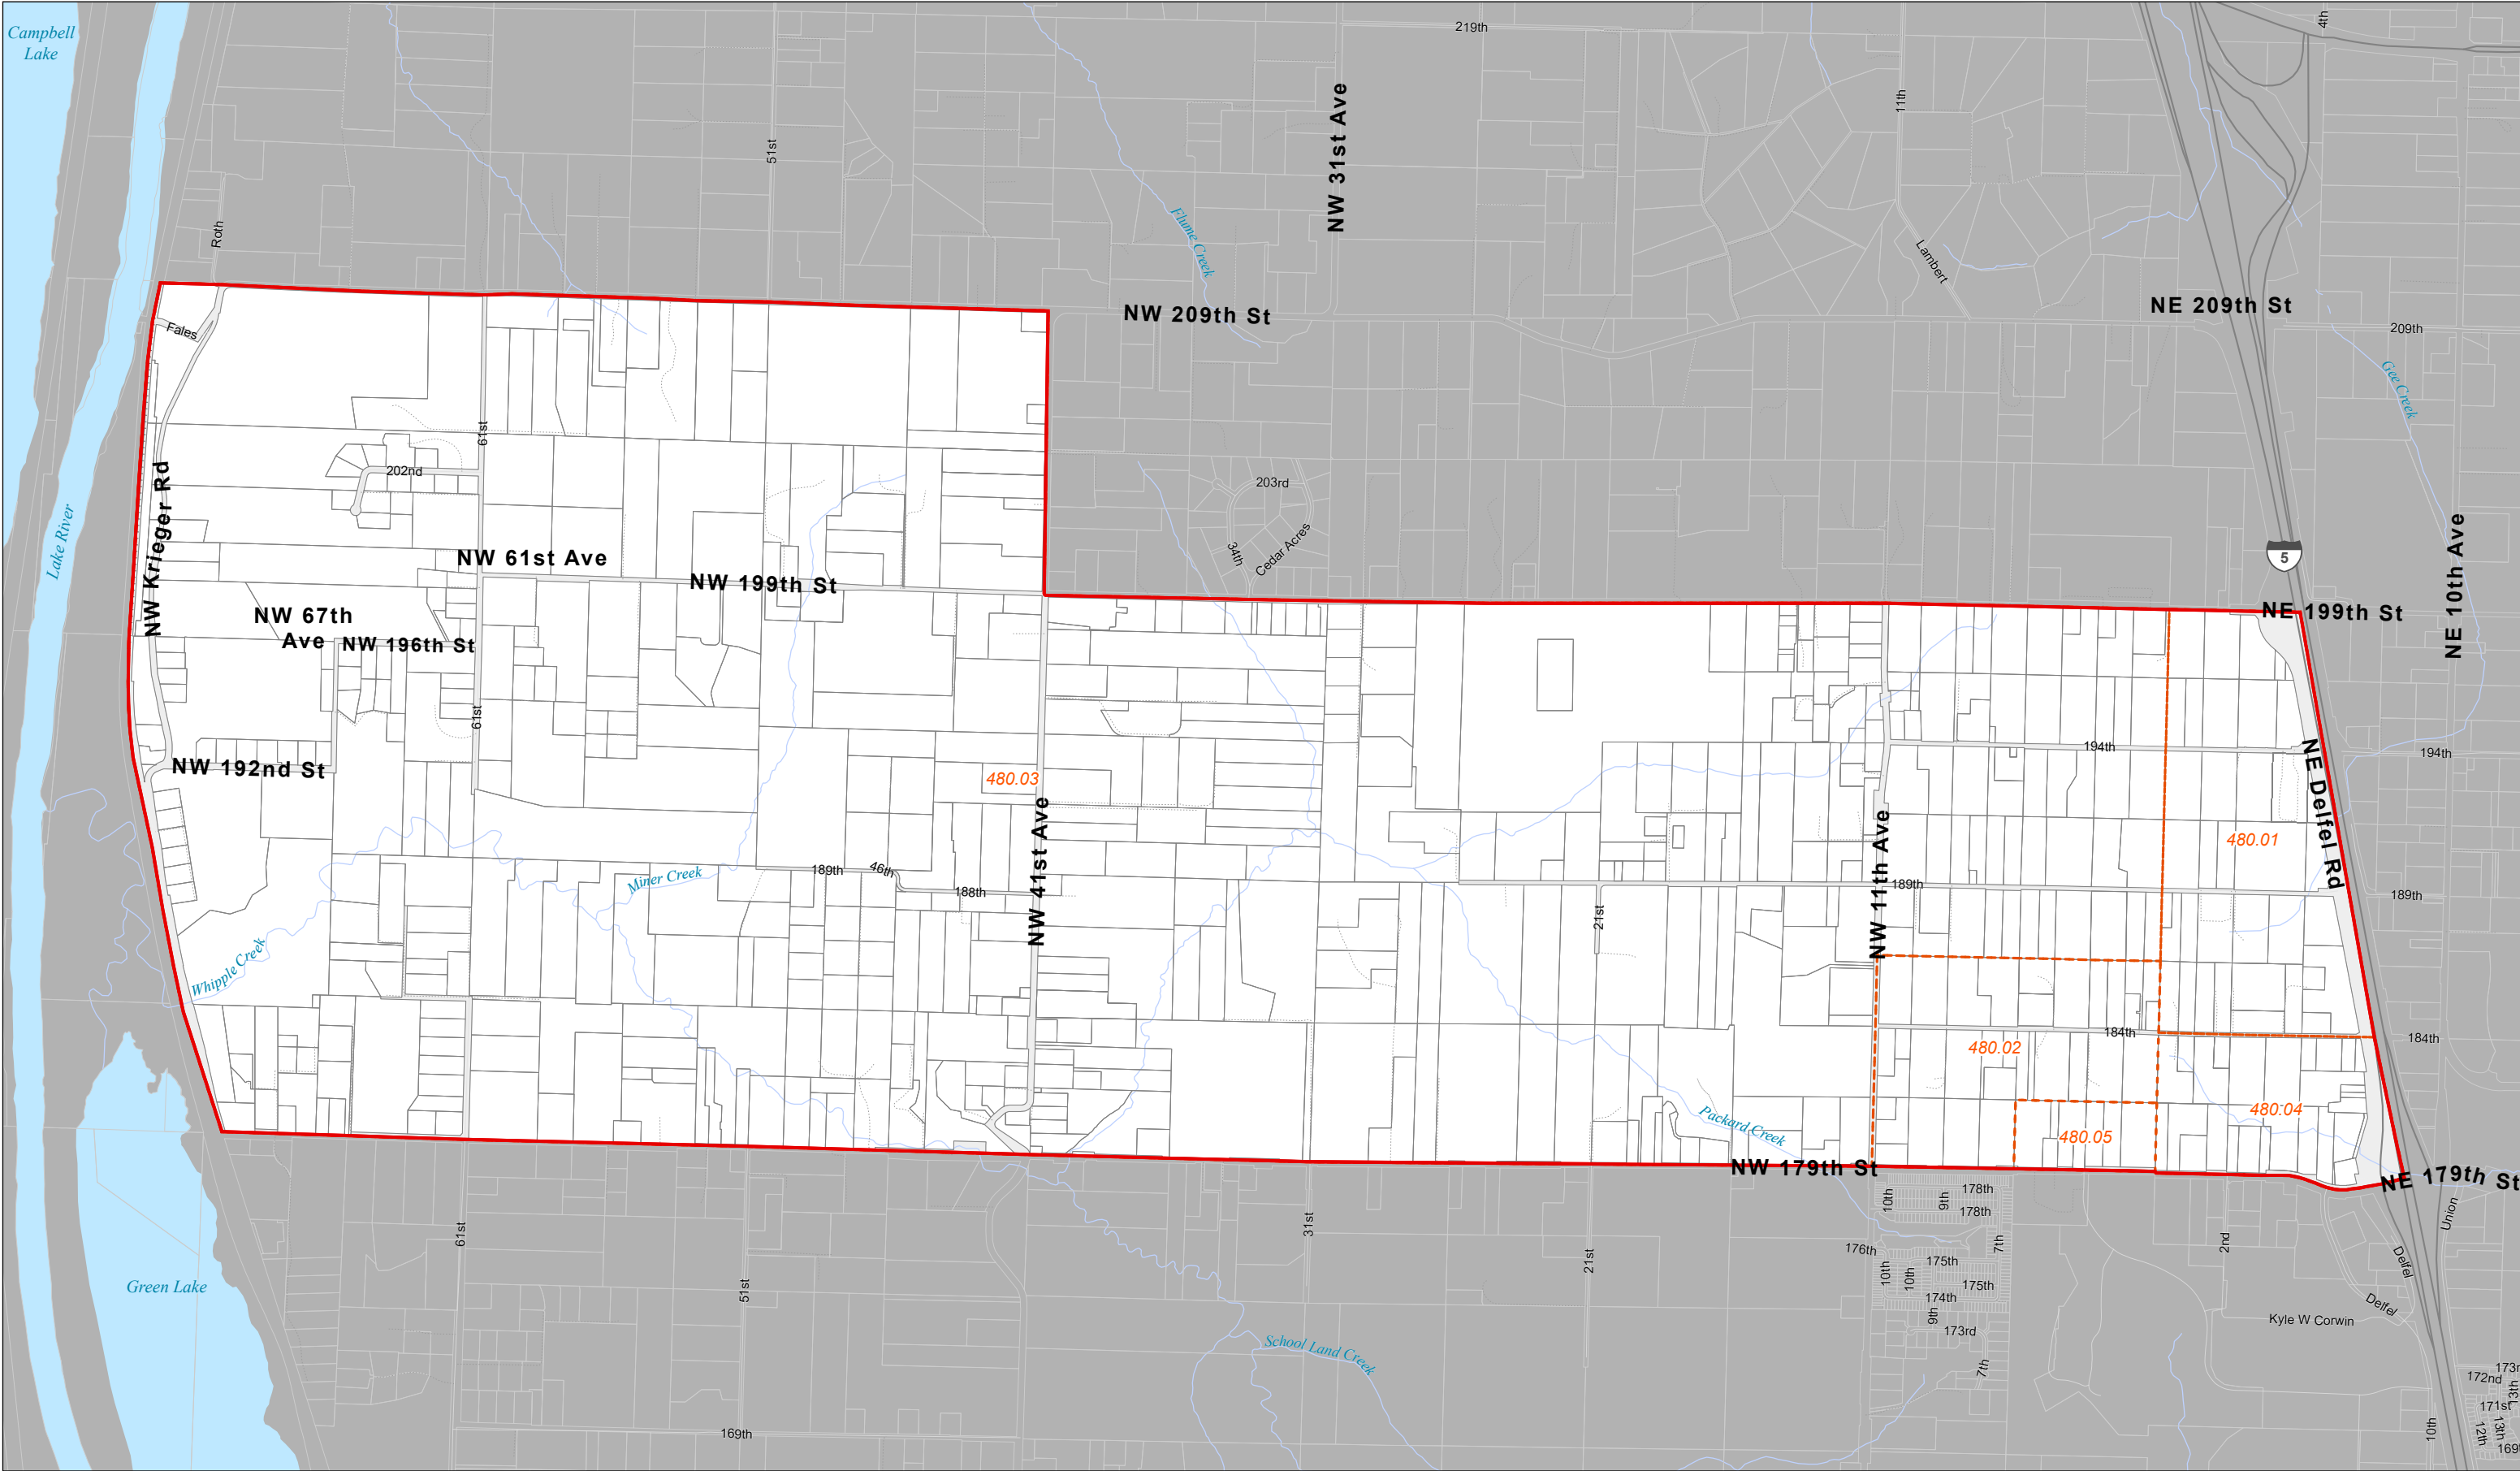 Campbell
Lake
219th
4th
11th
51st
NW 31st Ave
Roth
Flume Creek
Lambert
NW 209th St
NE 209th St
209th
Fales
Gee Creek
61st
202nd
203rd
34th
Cedar Acres
NW Krieger Rd
Lake River
NW 61st Ave
NW 199th St
5
NE 199th St
NE 10th Ave
NW 67th
Ave
NW 196th St
61st
NW 192nd St
480.03
194th
194th
NE Delfel Rd
480.01
NW 41st Ave
NW 11th Ave
Miner Creek
189th
46th
188th
189th
189th
21st
Whipple Creek
184th
184th
480.02
480.04
480.05
Packard Creek
NW 179th St
NE 179th St
10th
9th
178th
178th
Union
61st
31st
21st
176th
7th
2nd
175th
10th
10th
175th
174th
9th
173rd
7th
Delfel
Delfel
Kyle W Corwin
Green Lake
51st
School Land Creek
169th
10th
172nd
13th
171st
12th
13th